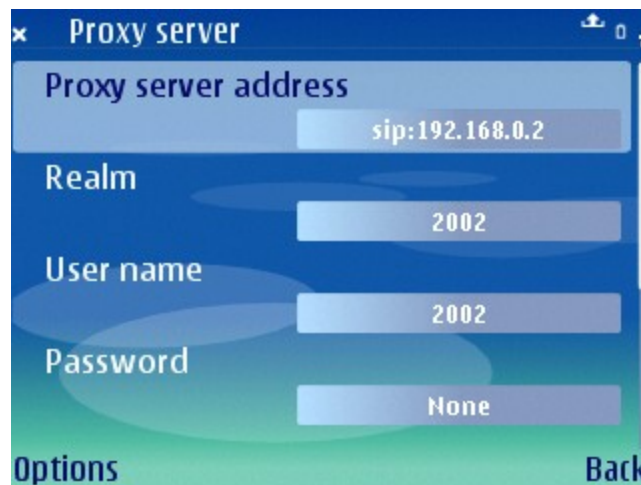 Proxy server
Proxy server address
sip:192.168.0.2
Realm
2002
User name
2002
Password
None
Options Back